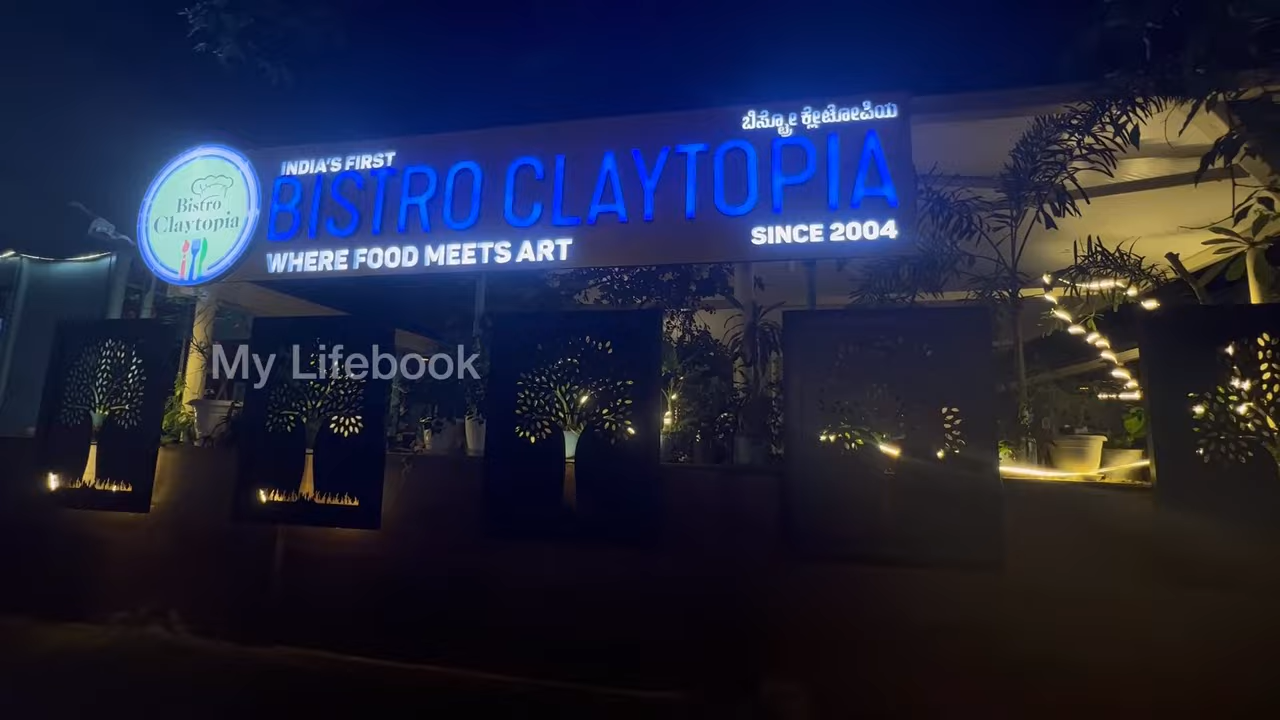 ಬಿಸ್ಟ್ರೋ ಕ್ಲೇಟೋಪಿಯ
INDIA'S FIRST
BISTRO CLAYTOPIA
WHERE FOOD MEETS ART
SINCE 2004
Bistro
Claytopia
My Lifebook